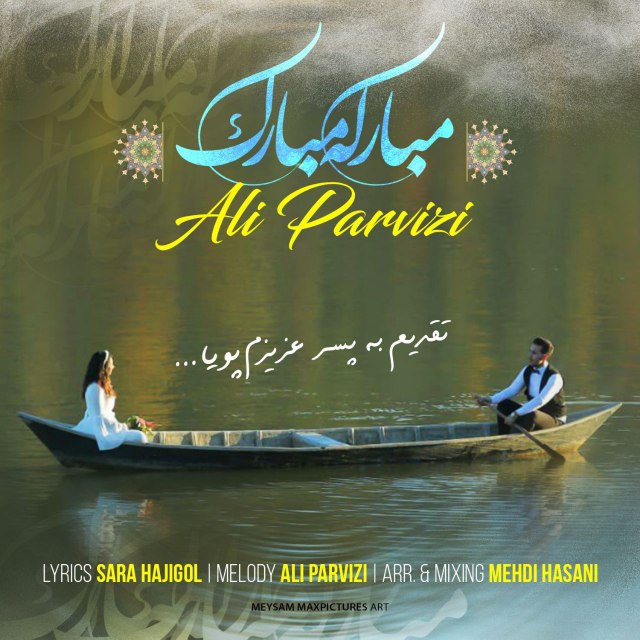 مبارکه مبارک
Ali Parvizi
تقدیم به پسر عزیزم پویا...
LYRICS SARA HAJIGOL | MELODY ALI PARVIZI | ARR. & MIXING MEHDI HASANI
MEYSAM MAXPICTURES ART